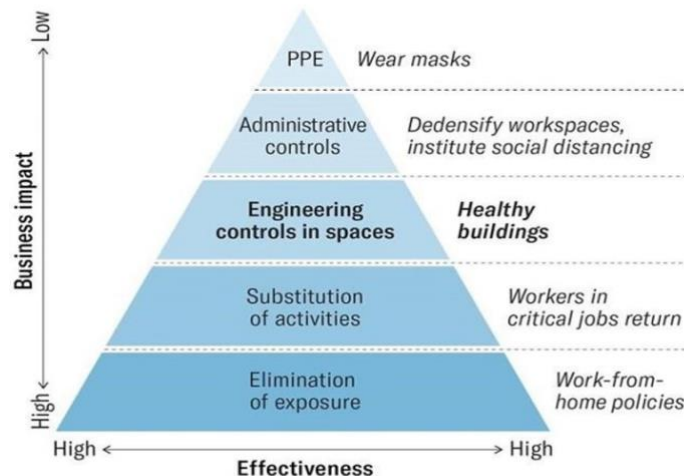 Low
Business impact
High
PPE
Wear masks
Administrative
controls
Dedensify workspaces,
institute social distancing
Engineering
controls in spaces
Healthy
buildings
Substitution
of activities
Workers in
critical jobs return
Elimination
of exposure
Work-from-
home policies
High
High
Effectiveness